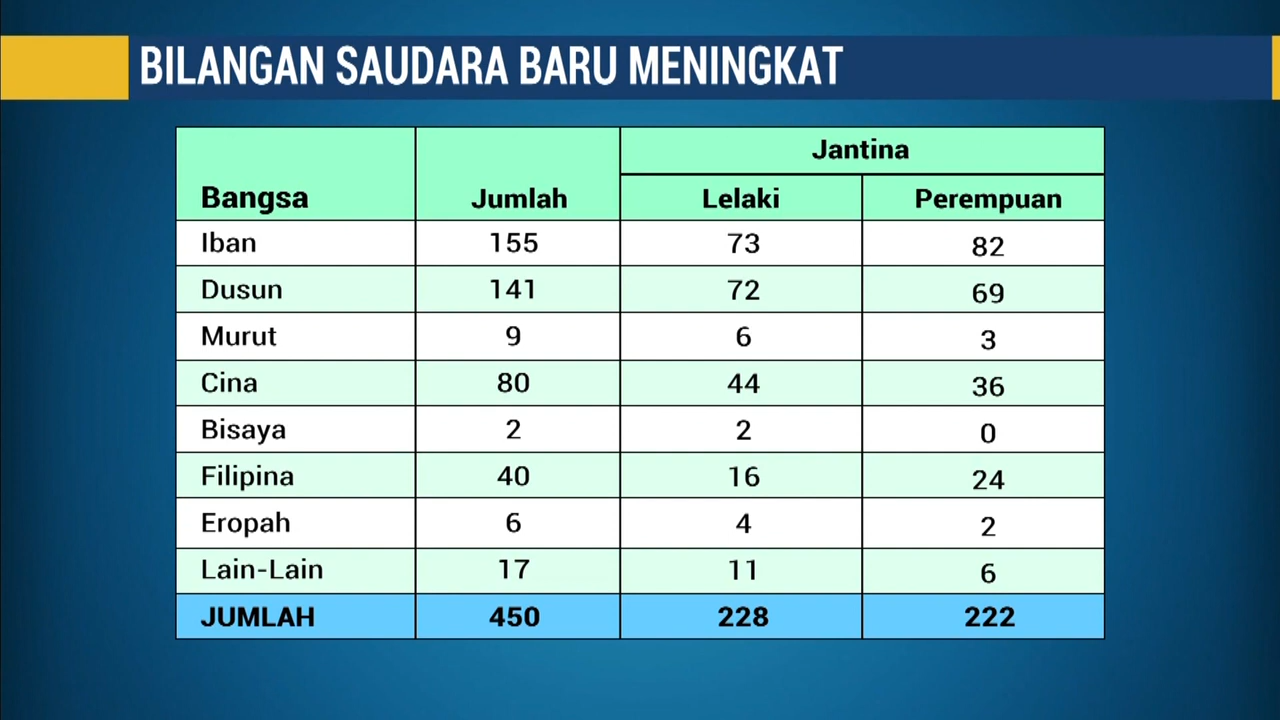 BILANGAN SAUDARA BARU MENINGKAT
Jantina
Bangsa Jumlah Lelaki Perempuan
Iban 155 73 82
Dusun 141 72 69
Murut 9 6 3
Cina 80 44 36
Bisaya 2 2 0
Filipina 40 16 24
Eropah 6 4 2
Lain-Lain 17 11 6
JUMLAH 450 228 222